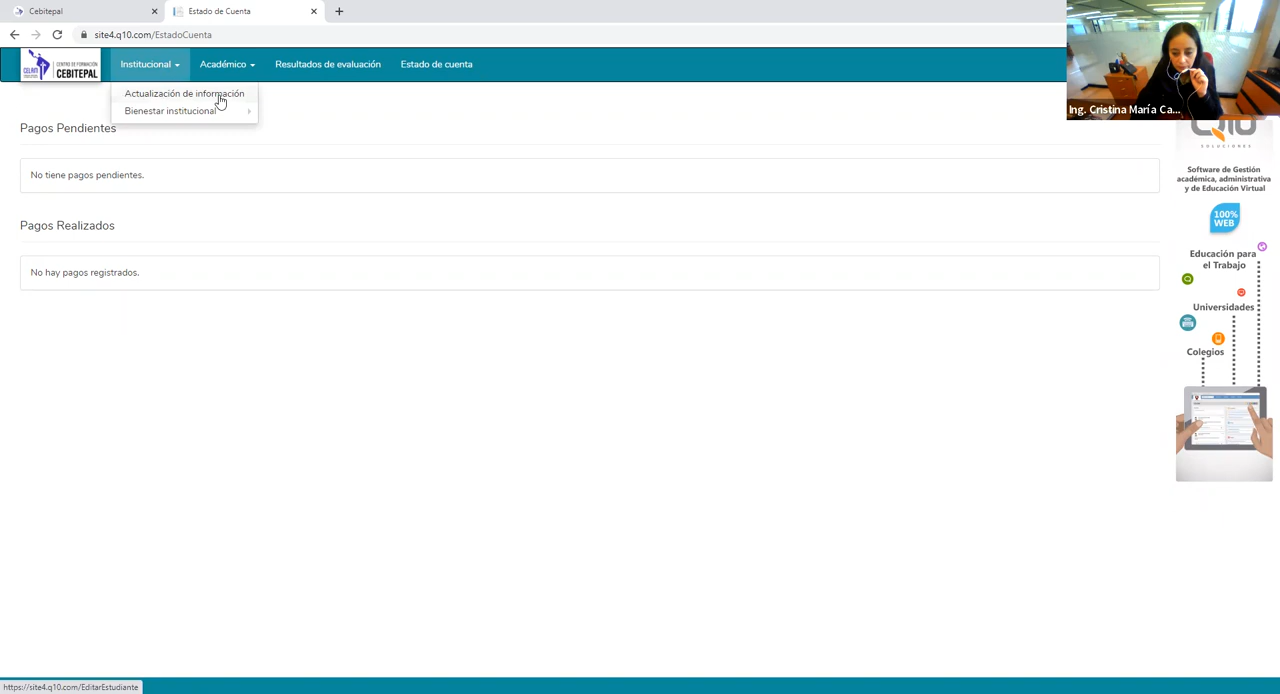 Cebitepal
Estado de Cuenta
site4.q10.com/EstadoCuenta
CELAM
CENTRO DE FORMACIÓN
CEBITEPAL
Institucional
Académico
Resultados de evaluación
Estado de cuenta
Actualización de información
Bienestar institucional
Ing. Cristina María Ca...
Pagos Pendientes
No tiene pagos pendientes.
Pagos Realizados
No hay pagos registrados.
Q10
SOLUCIONES
Software de Gestión
académica, administrativa
y de Educación Virtual
100%
WEB
Educación para
el Trabajo
Universidades
Colegios
https://site4.q10.com/EditarEstudiante